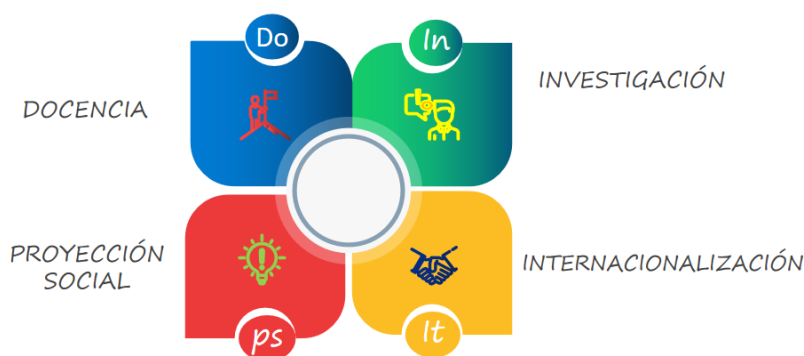 Do
In
DOCENCIA
INVESTIGACIÓN
PROYECCIÓN
SOCIAL
INTERNACIONALIZACIÓN
ps
It